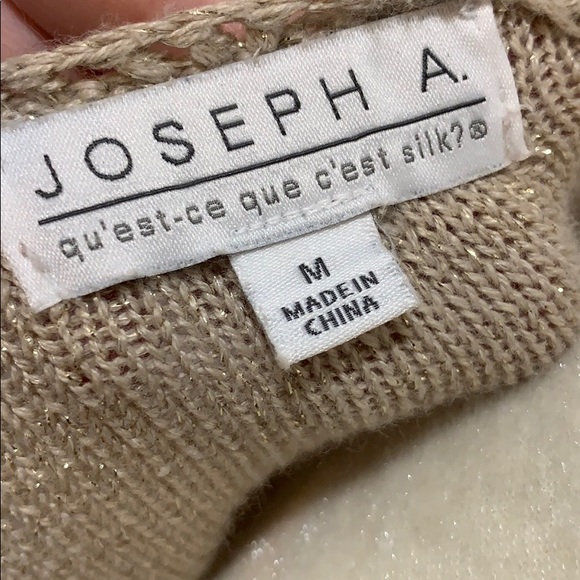 JOSEPH A.
qu'est-ce que c'est silk?®
M
MADE IN
CHINA